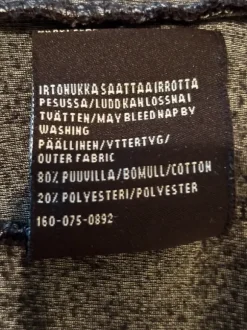 IRTONUKKA SAATTAA IRROTTA
PESUSSA/LUDD KAN LOSSNA I
TVÄTTEN/MAY BLEED NAP BY
WASHING
PÄÄLLINEN/YTTERTYG/
OUTER FABRIC
80% PUUVILLA/BOMULL/COTTON
20% POLYESTERI/POLYESTER
160-075-0892